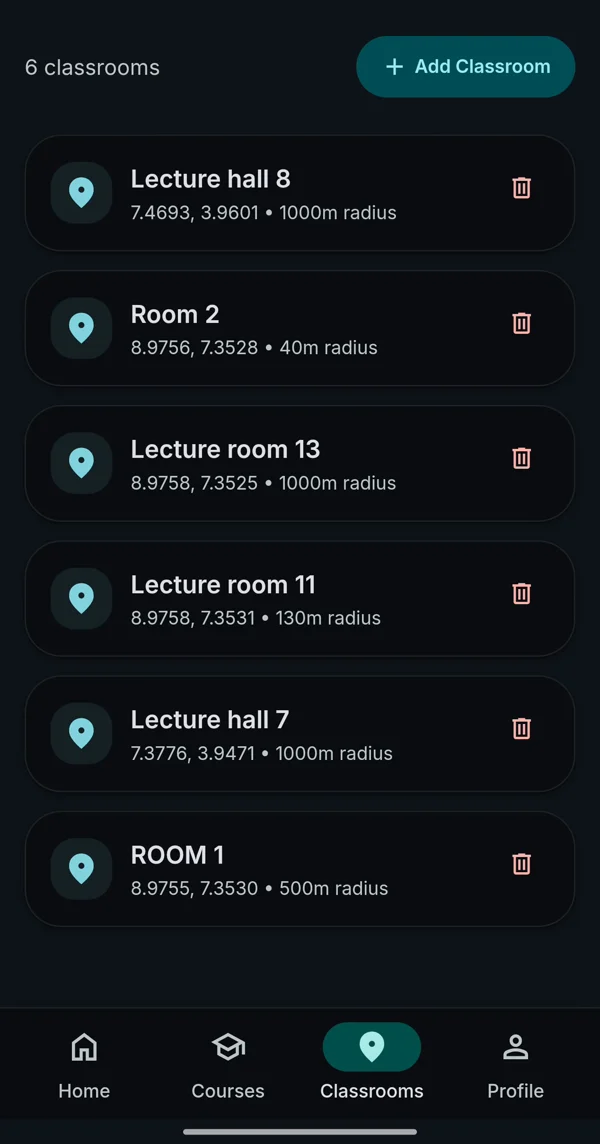 6 classrooms
+ Add Classroom
Lecture hall 8
7.4693, 3.9601 • 1000m radius
Room 2
8.9756, 7.3528 • 40m radius
Lecture room 13
8.9758, 7.3525 • 1000m radius
Lecture room 11
8.9758, 7.3531 • 130m radius
Lecture hall 7
7.3776, 3.9471 • 1000m radius
ROOM 1
8.9755, 7.3530 • 500m radius
Home
Courses
Classrooms
Profile